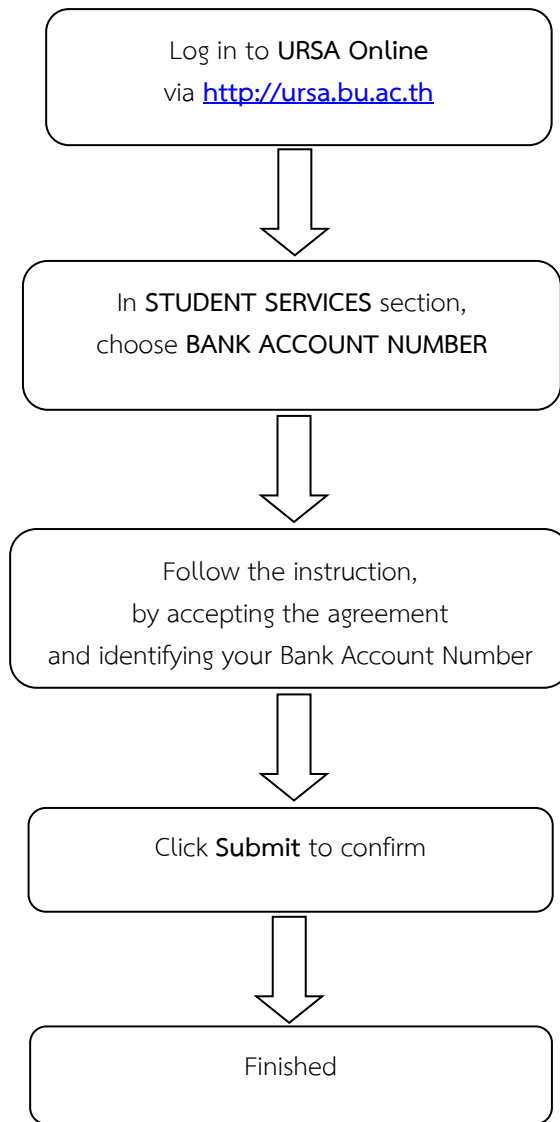 Log in to URSA Online
via http://ursa.bu.ac.th
In STUDENT SERVICES section,
choose BANK ACCOUNT NUMBER
Follow the instruction,
by accepting the agreement
and identifying your Bank Account Number
Click Submit to confirm
Finished